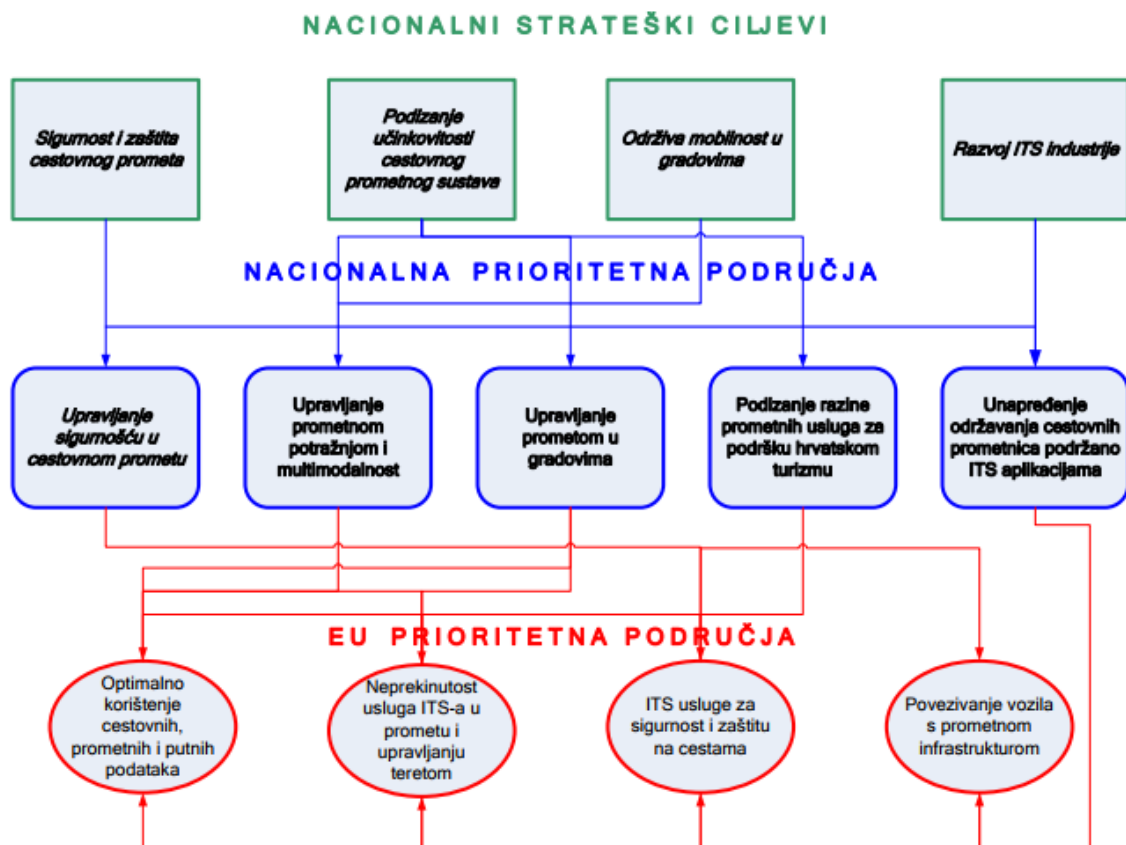 NACIONALNI STRATEŠKI CILJEVI
Sigurnost i zaštita
cestovnog prometa
Podizanje
učinkovitosti
cestovnog
prometnog sustava
Održiva mobilnost u
gradovima
Razvoj ITS industrije
NACIONALNA PRIORITETNA PODRUČJA
Upravljanje
sigurnošću u
cestovnom prometu
Upravljanje
prometnom
potražnjom i
multimodalnost
Upravljanje
prometom u
gradovima
Podizanje razine
prometnih usluga za
podršku hrvatskom
turizmu
Unapređenje
održavanja cestovnih
prometnica podržano
ITS aplikacijama
EU PRIORITETNA PODRUČJA
Optimalno
korištenje
cestovnih,
prometnih i putnih
podataka
Neprekinutost
usluga ITS-a u
prometu i
upravljanju
teretom
ITS usluge za
sigurnost i zaštitu
na cestama
Povezivanje vozila
s prometnom
infrastrukturom